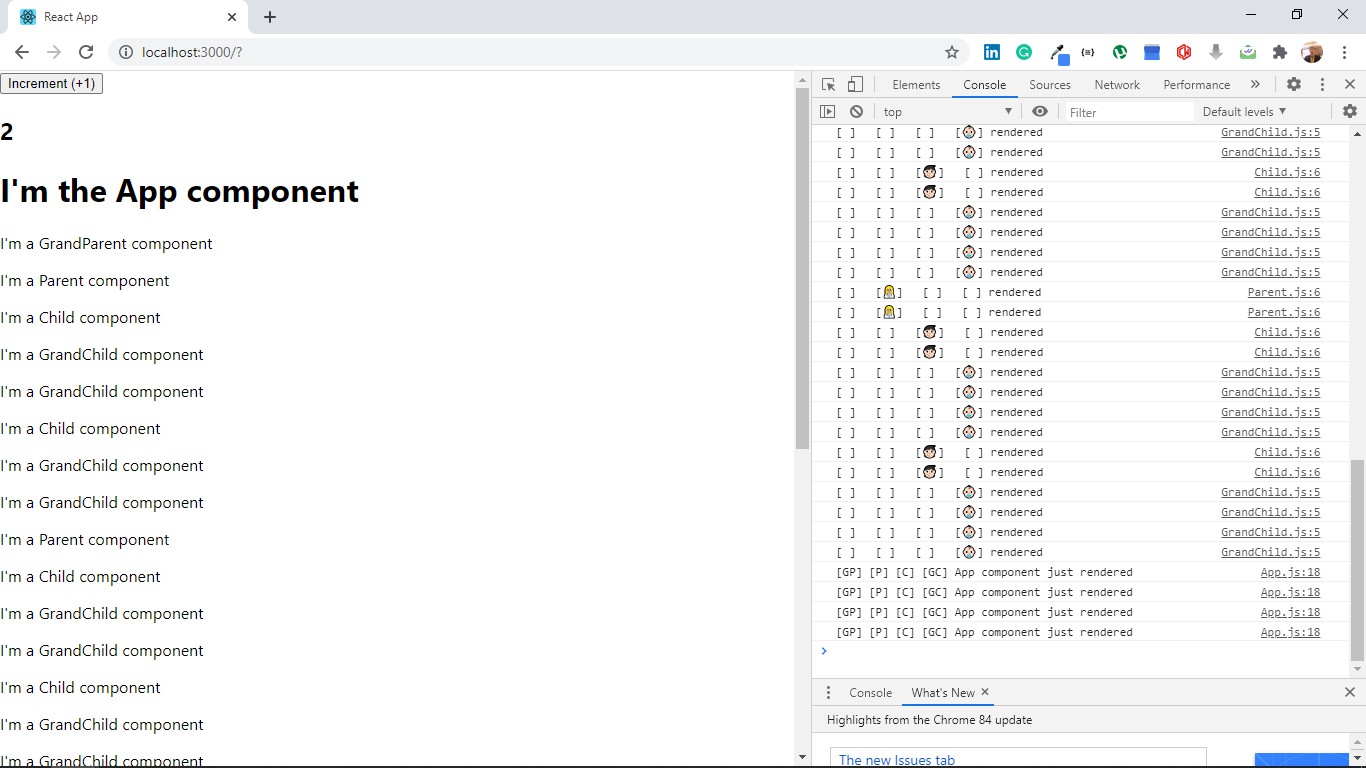 React App
localhost:3000/?
Increment (+1)
2
I'm the App component
I'm a GrandParent component
I'm a Parent component
I'm a Child component
I'm a GrandChild component
I'm a GrandChild component
I'm a Child component
I'm a GrandChild component
I'm a GrandChild component
I'm a Parent component
I'm a Child component
I'm a GrandChild component
I'm a GrandChild component
I'm a Child component
I'm a GrandChild component
I'm a GrandChild component
Elements Console Sources Network Performance
top Filter Default levels
[ ] [ ] [ ] [👶] rendered GrandChild.js:5
[ ] [ ] [ ] [👶] rendered GrandChild.js:5
[ ] [ ] [👦] [ ] rendered Child.js:6
[ ] [ ] [👦] [ ] rendered Child.js:6
[ ] [ ] [ ] [👶] rendered GrandChild.js:5
[ ] [ ] [ ] [👶] rendered GrandChild.js:5
[ ] [ ] [ ] [👶] rendered GrandChild.js:5
[ ] [ ] [ ] [👶] rendered GrandChild.js:5
[ ] [👩] [ ] [ ] rendered Parent.js:6
[ ] [👩] [ ] [ ] rendered Parent.js:6
[ ] [ ] [👦] [ ] rendered Child.js:6
[ ] [ ] [👦] [ ] rendered Child.js:6
[ ] [ ] [ ] [👶] rendered GrandChild.js:5
[ ] [ ] [ ] [👶] rendered GrandChild.js:5
[ ] [ ] [ ] [👶] rendered GrandChild.js:5
[ ] [ ] [ ] [👶] rendered GrandChild.js:5
[ ] [ ] [👦] [ ] rendered Child.js:6
[ ] [ ] [👦] [ ] rendered Child.js:6
[ ] [ ] [ ] [👶] rendered GrandChild.js:5
[ ] [ ] [ ] [👶] rendered GrandChild.js:5
[ ] [ ] [ ] [👶] rendered GrandChild.js:5
[ ] [ ] [ ] [👶] rendered GrandChild.js:5
[GP] [P] [C] [GC] App component just rendered App.js:18
[GP] [P] [C] [GC] App component just rendered App.js:18
[GP] [P] [C] [GC] App component just rendered App.js:18
[GP] [P] [C] [GC] App component just rendered App.js:18
Console What's New
Highlights from the Chrome 84 update
The new Issues tab